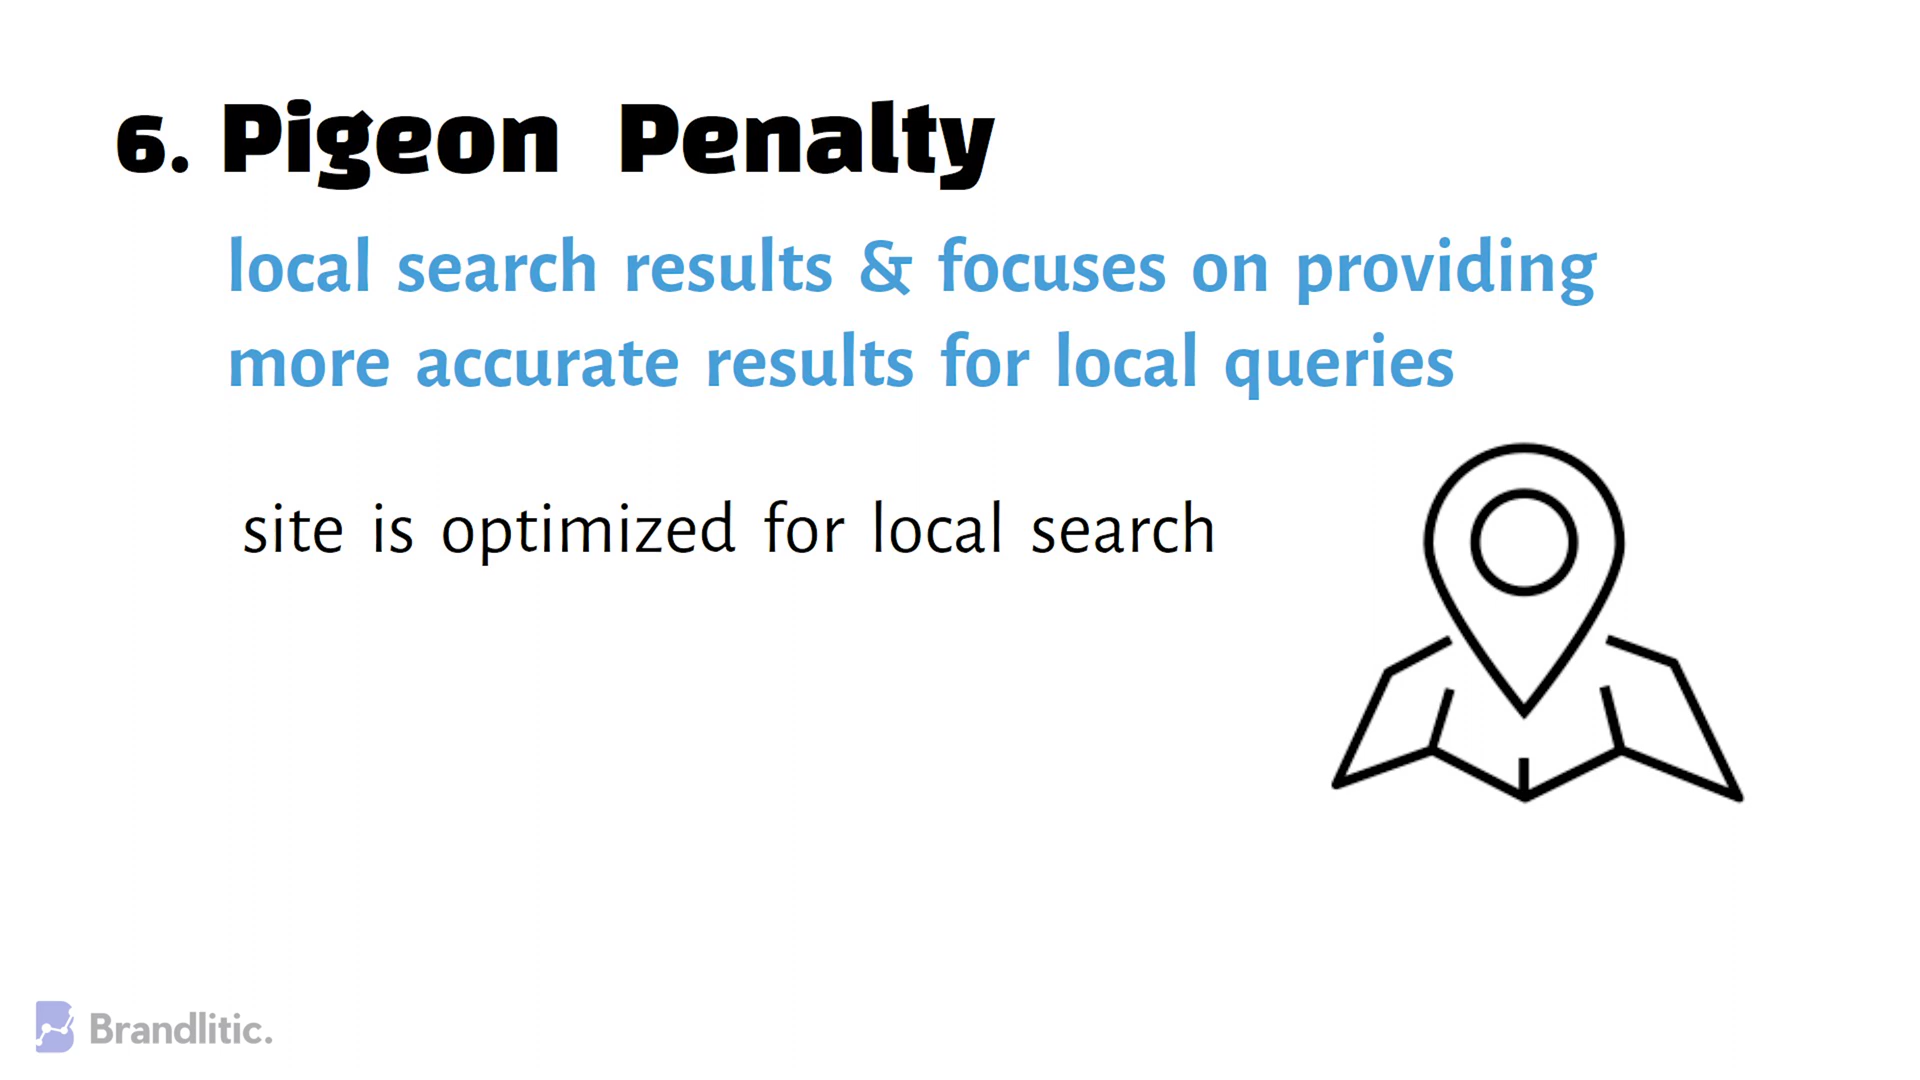 6. Pigeon Penalty
local search results & focuses on providing
more accurate results for local queries
site is optimized for local search
Brandlitic.